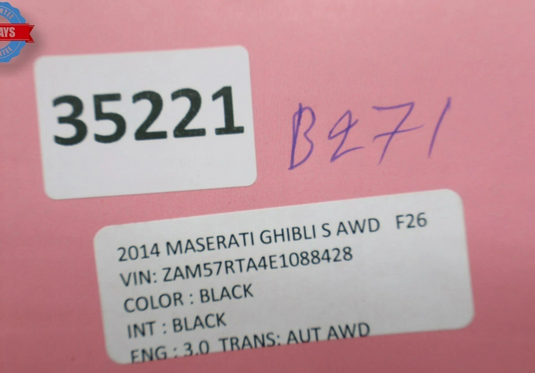 AYS
35221
B271
2014 MASERATI GHIBLI S AWD F26
VIN: ZAM57RTA4E1088428
COLOR : BLACK
INT : BLACK
ENG : 3.0 TRANS: AUT AWD